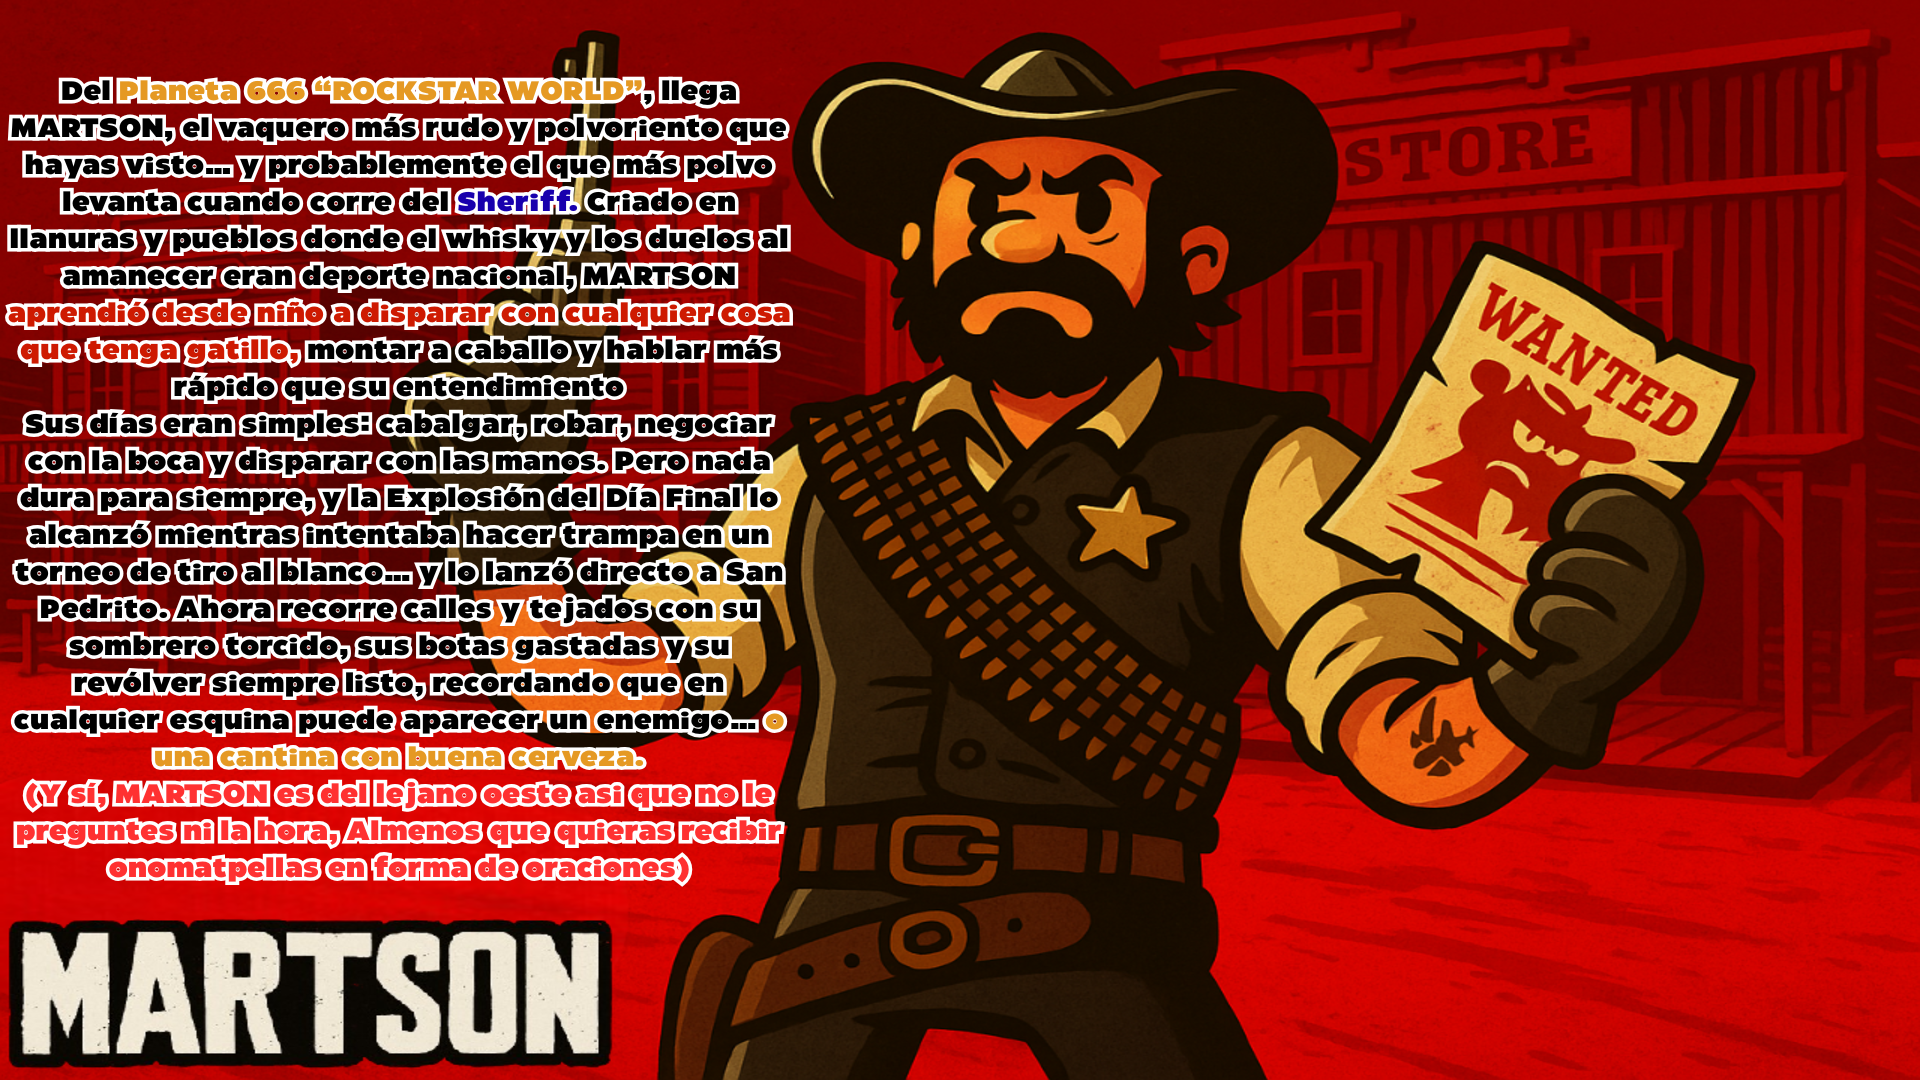 Del Planeta 666 “ROCKSTAR WORLD”, llega
MARTSON, el vaquero más rudo y polvoriento que
hayas visto... y probablemente el que más polvo
levanta cuando corre del Sheriff. Criado en
llanuras y pueblos donde el whisky y los duelos al
amanecer eran deporte nacional, MARTSON
aprendió desde niño a disparar con cualquier cosa
que tenga gatillo, montar a caballo y hablar más
rápido que su entendimiento
Sus días eran simples: cabalgar, robar, negociar
con la boca y disparar con las manos. Pero nada
dura para siempre, y la Explosión del Día Final lo
alcanzó mientras intentaba hacer trampa en un
torneo de tiro al blanco... y lo lanzó directo a San
Pedrito. Ahora recorre calles y tejados con su
sombrero torcido, sus botas gastadas y su
revólver siempre listo, recordando que en
cualquier esquina puede aparecer un enemigo... o
una cantina con buena cerveza.
(Y sí, MARTSON es del lejano oeste asi que no le
preguntes ni la hora, Almenos que quieras recibir
onomatpellas en forma de oraciones)
MARTSON
STORE
WANTED